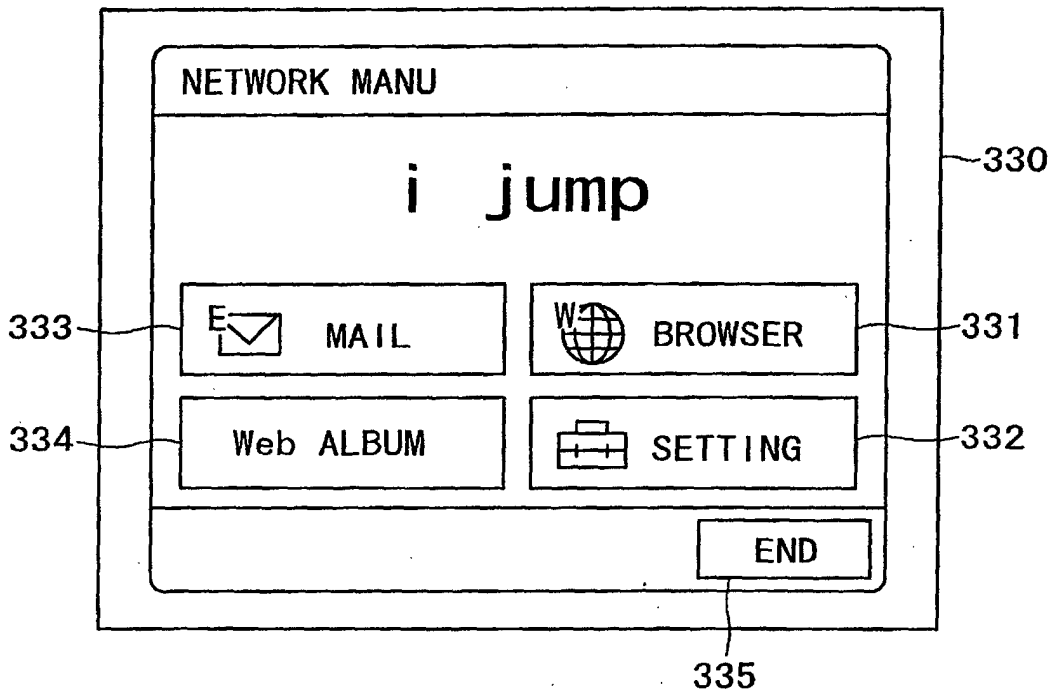 NETWORK MANU
330
i jump
333
E MAIL
W BROWSER
331
334
Web ALBUM
SETTING
332
END
335